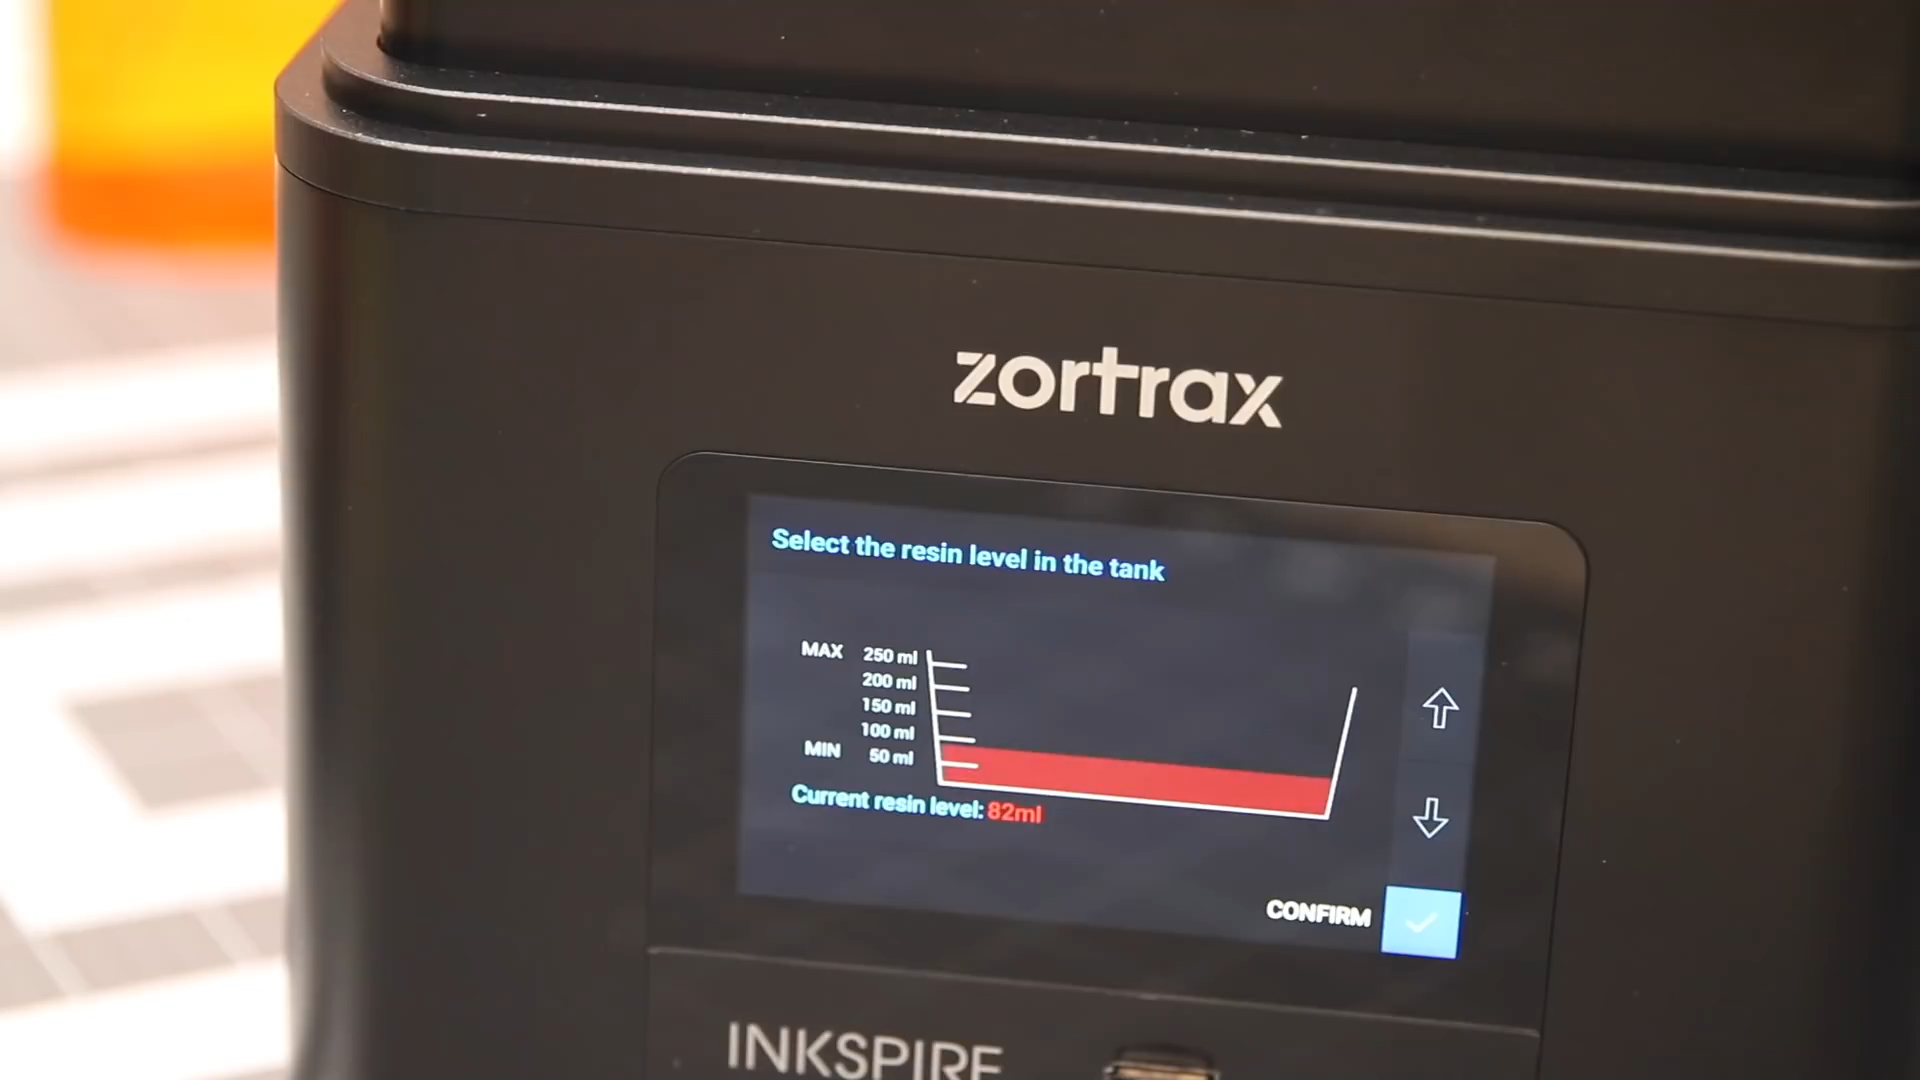 zortrax
Select the resin level in the tank
MAX 250 ml
200 ml
150 ml
100 ml
MIN 50 ml
Current resin level: 82ml
CONFIRM
INKSPIRE